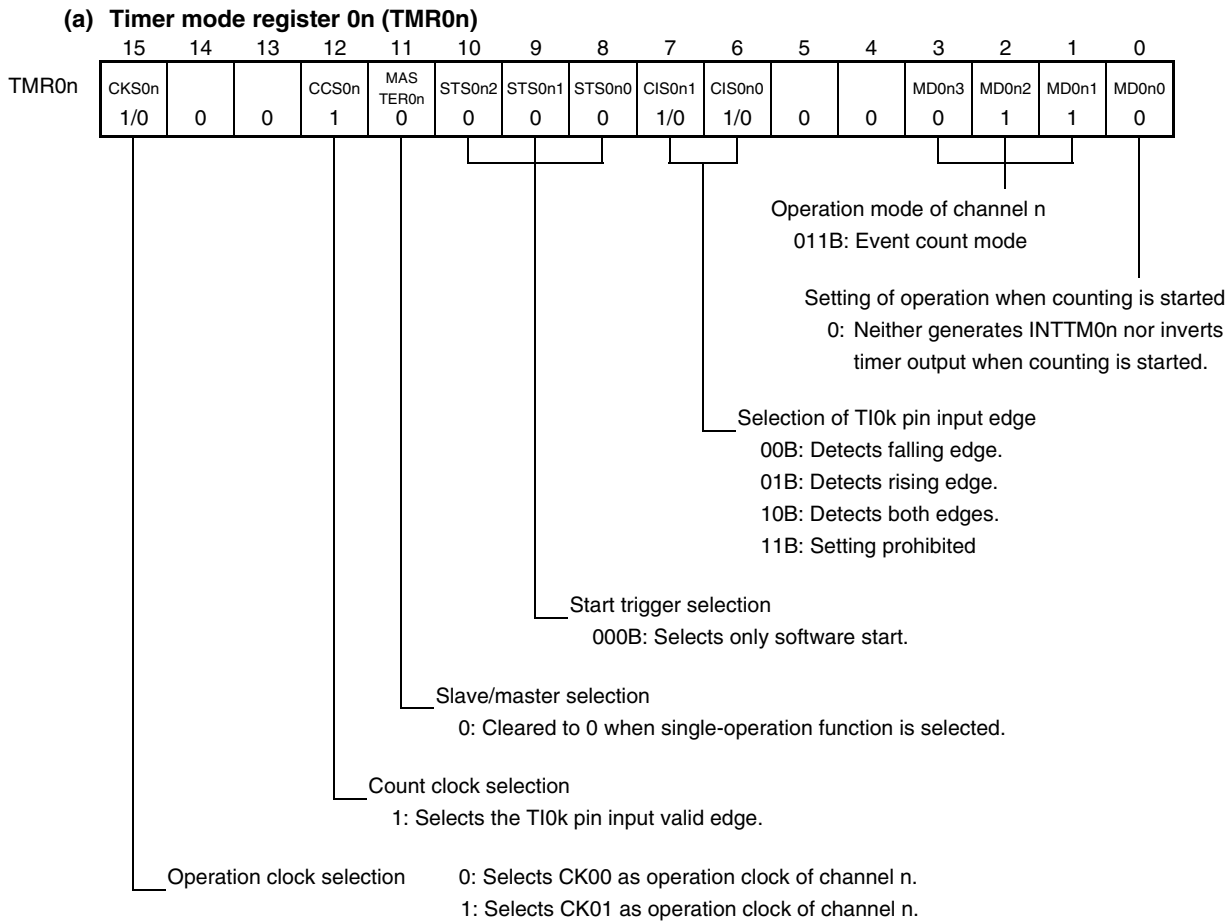 (a) Timer mode register 0n (TMR0n)
15 14 13 12 11 10 9 8 7 6 5 4 3 2 1 0
TMR0n
CKS0n CCS0n MAS TER0n STS0n2 STS0n1 STS0n0 CIS0n1 CIS0n0 MD0n3 MD0n2 MD0n1 MD0n0
1/0 0 0 1 0 0 0 0 1/0 1/0 0 0 0 1 1 0
Operation mode of channel n
011B: Event count mode
Setting of operation when counting is started
0: Neither generates INTTM0n nor inverts
timer output when counting is started.
Selection of TI0k pin input edge
00B: Detects falling edge.
01B: Detects rising edge.
10B: Detects both edges.
11B: Setting prohibited
Start trigger selection
000B: Selects only software start.
Slave/master selection
0: Cleared to 0 when single-operation function is selected.
Count clock selection
1: Selects the TI0k pin input valid edge.
Operation clock selection 0: Selects CK00 as operation clock of channel n.
1: Selects CK01 as operation clock of channel n.